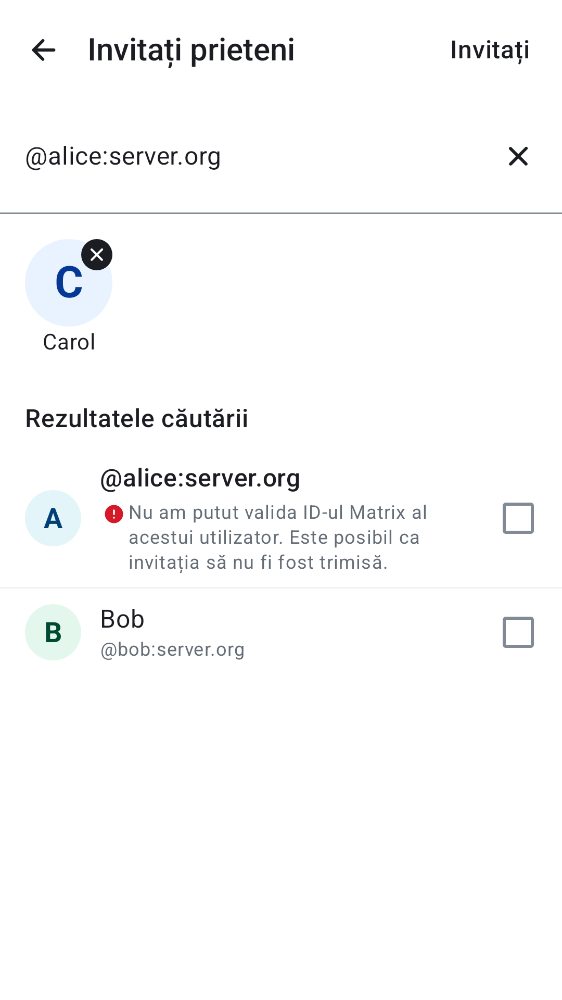 Invitați prieteni
Invitați
@alice:server.org
C
Carol
Rezultatele căutării
A
@alice:server.org
Nu am putut valida ID-ul Matrix al
acestui utilizator. Este posibil ca
invitația să nu fi fost trimisă.
B
Bob
@bob:server.org